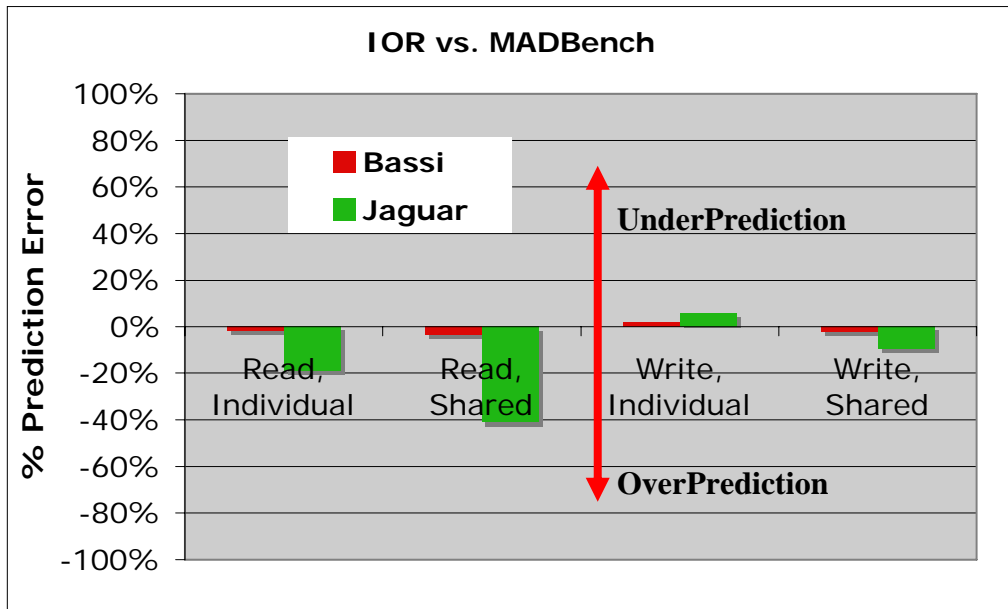 IOR vs. MADBench
% Prediction Error
100%
80%
60%
40%
20%
0%
-20%
-40%
-60%
-80%
-100%
Bassi
Jaguar
UnderPrediction
OverPrediction
Read,
Individual
Read,
Shared
Write,
Individual
Write,
Shared